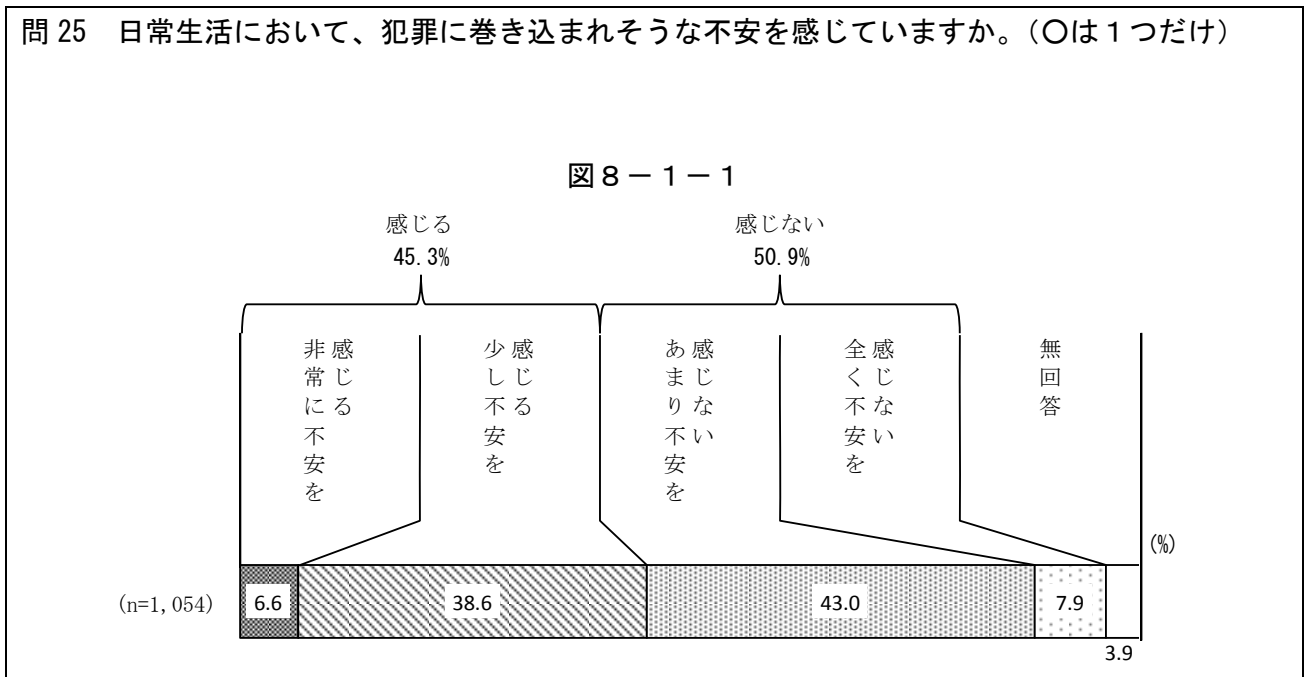 問25　日常生活において、犯罪に巻き込まれそうな不安を感じていますか。（○は１つだけ）
図８－１－１
感じる
45.3%
感じない
50.9%
非常に不安を
感じる
少し不安を
感じる
あまり不安を
感じない
全く不安を
感じない
無回答
(%)
(n=1,054)
6.6
38.6
43.0
7.9
3.9